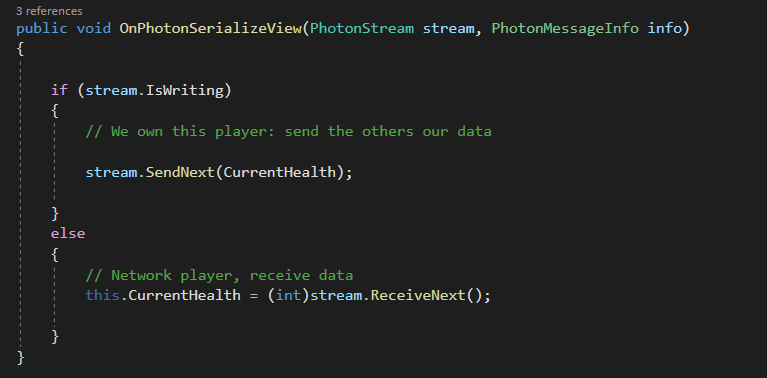 3 references
public void OnPhotonSerializeView(PhotonStream stream, PhotonMessageInfo info)
{
if (stream.IsWriting)
{
// We own this player: send the others our data
stream.SendNext(CurrentHealth);
}
else
{
// Network player, receive data
this.CurrentHealth = (int)stream.ReceiveNext();
}
}